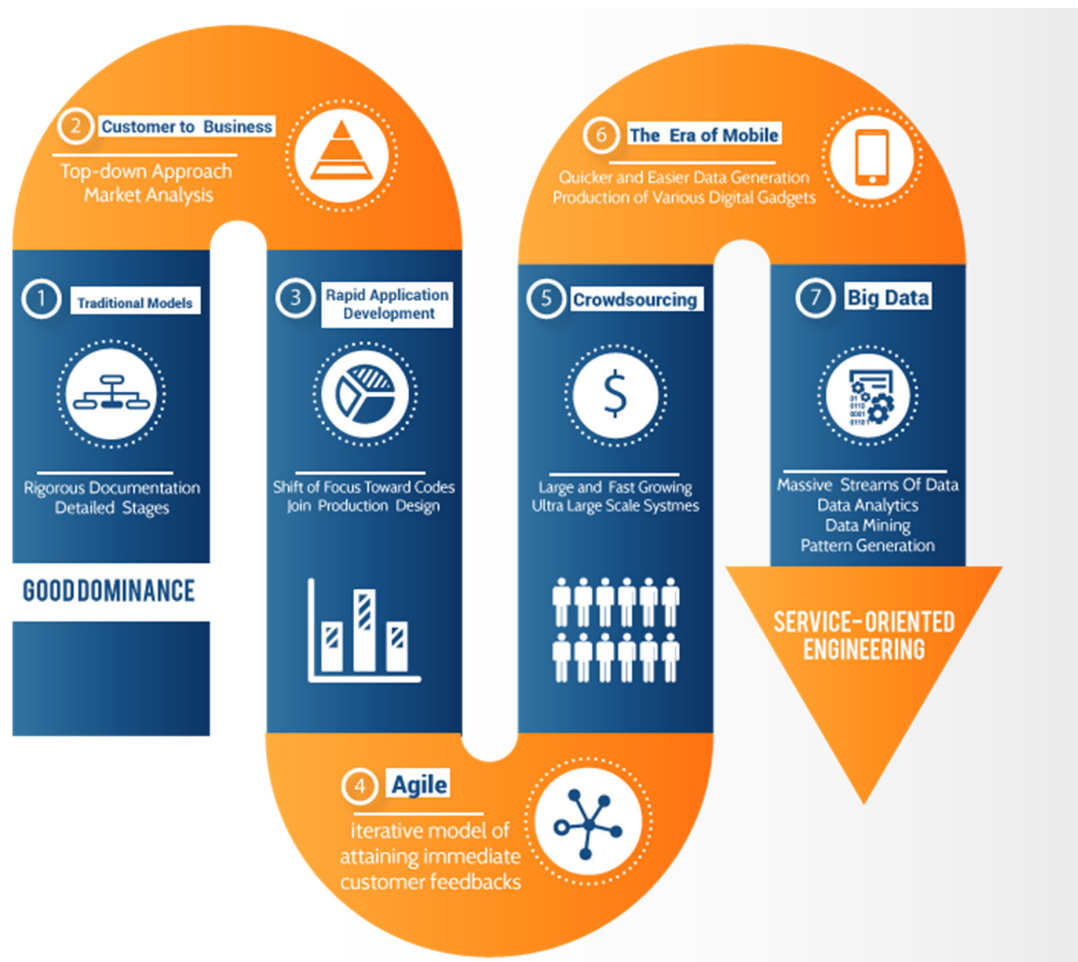 1 Traditional Models
Rigorous Documentation
Detailed Stages
GOOD DOMINANCE
2 Customer to Business
Top-down Approach
Market Analysis
3 Rapid Application
Development
Shift of Focus Toward Codes
Join Production Design
4 Agile
iterative model of
attaining immediate
customer feedbacks
5 Crowdsourcing
$
Large and Fast Growing
Ultra Large Scale Systmes
6 The Era of Mobile
Quicker and Easier Data Generation
Production of Various Digital Gadgets
7 Big Data
01
0110
0001
01101
Massive Streams Of Data
Data Analytics
Data Mining
Pattern Generation
SERVICE-ORIENTED
ENGINEERING